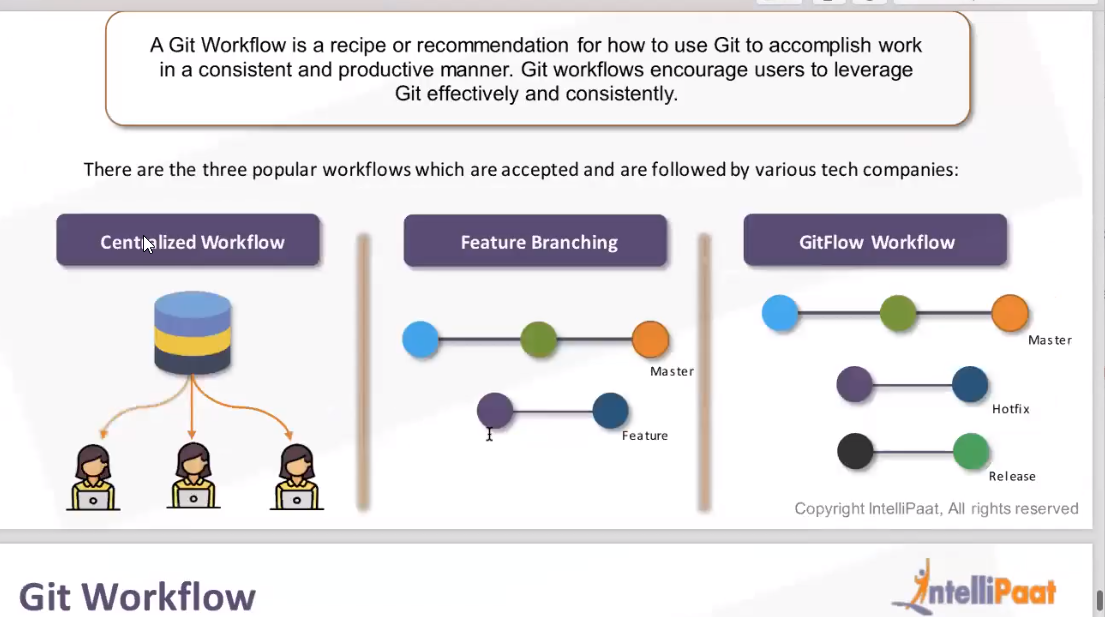 A Git Workflow is a recipe or recommendation for how to use Git to accomplish work
in a consistent and productive manner. Git workflows encourage users to leverage
Git effectively and consistently.
There are the three popular workflows which are accepted and are followed by various tech companies:
Centralized Workflow
Feature Branching
GitFlow Workflow
Master
Feature
Master
Hotfix
Release
Copyright IntelliPaat, All rights reserved
Git Workflow
IntelliPaat